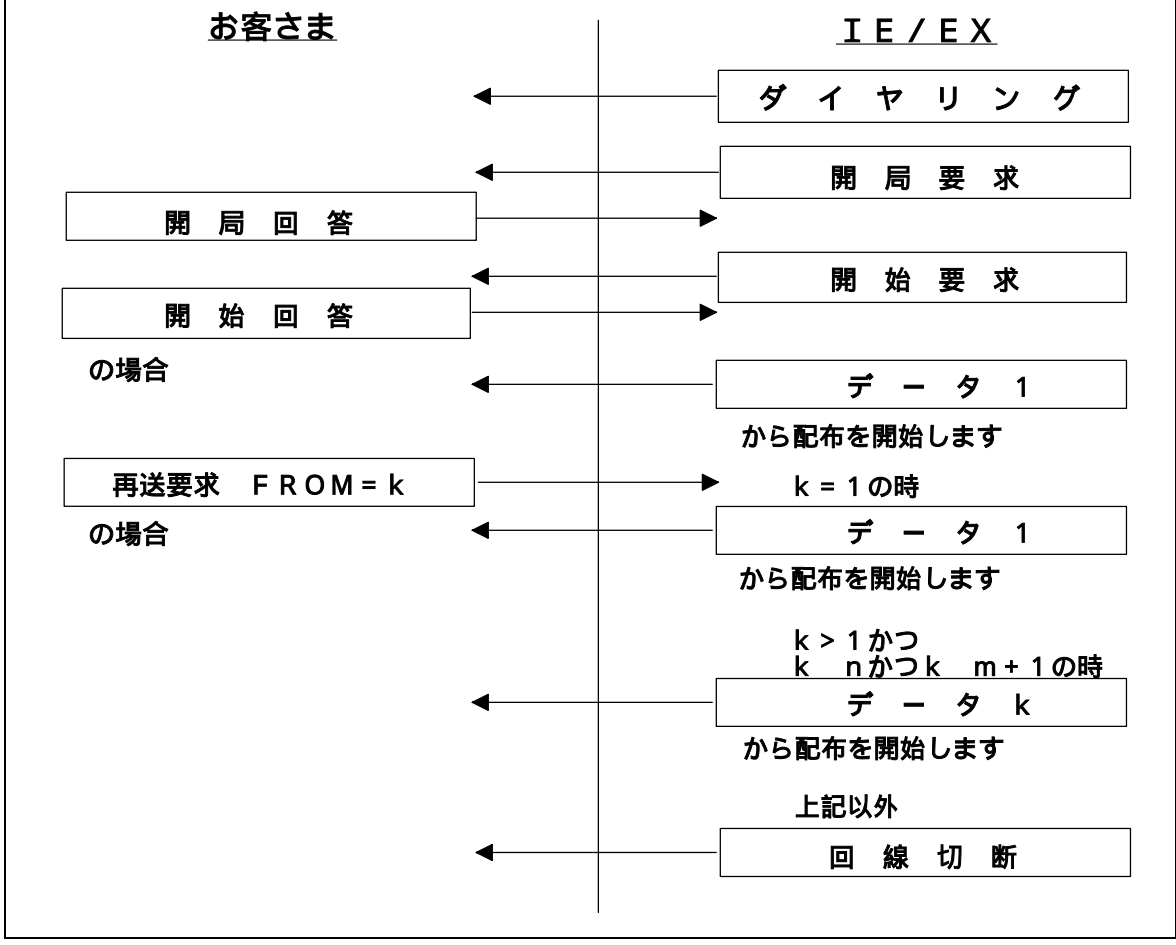 お客さま
ＩＥ/ＥＸ
ダイヤリング
開局要求
開局回答
開始要求
開始回答
の場合
データ１
から配布を開始します
再送要求　ＦＲＯＭ=ｋ
の場合
ｋ=１の時
データ１
から配布を開始します
ｋ>１かつ
ｋ　ｎかつｋ　ｍ+１の時
データｋ
から配布を開始します
上記以外
回線切断